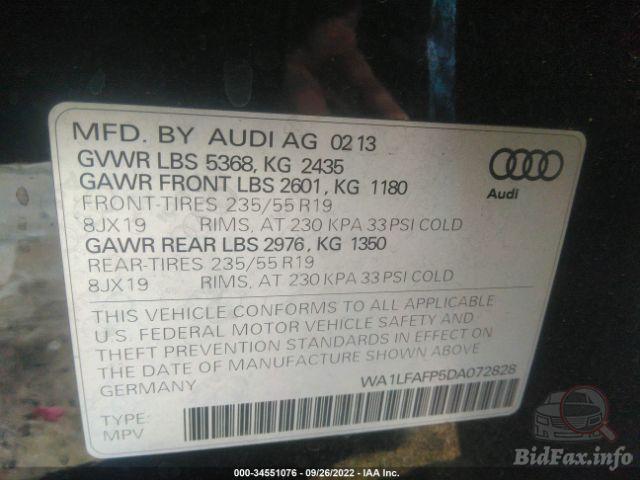 MFD. BY AUDI AG 02 13
GVWR LBS 5368, KG 2435
GAWR FRONT LBS 2601, KG 1180
FRONT-TIRES 235/55 R19
8JX19 RIMS, AT 230 KPA 33 PSI COLD
GAWR REAR LBS 2976, KG 1350
REAR-TIRES 235/55 R19
8JX19 RIMS, AT 230 KPA 33 PSI COLD
Audi
THIS VEHICLE CONFORMS TO ALL APPLICABLE
U.S. FEDERAL MOTOR VEHICLE SAFETY AND
THEFT PREVENTION STANDARDS IN EFFECT ON
THE DATE OF MANUFACTURE SHOWN ABOVE.
GERMANY
WA1LFAFP5DA072828
TYPE:
MPV
000-34551076 - 09/26/2022 - IAA Inc.
BidFax.info